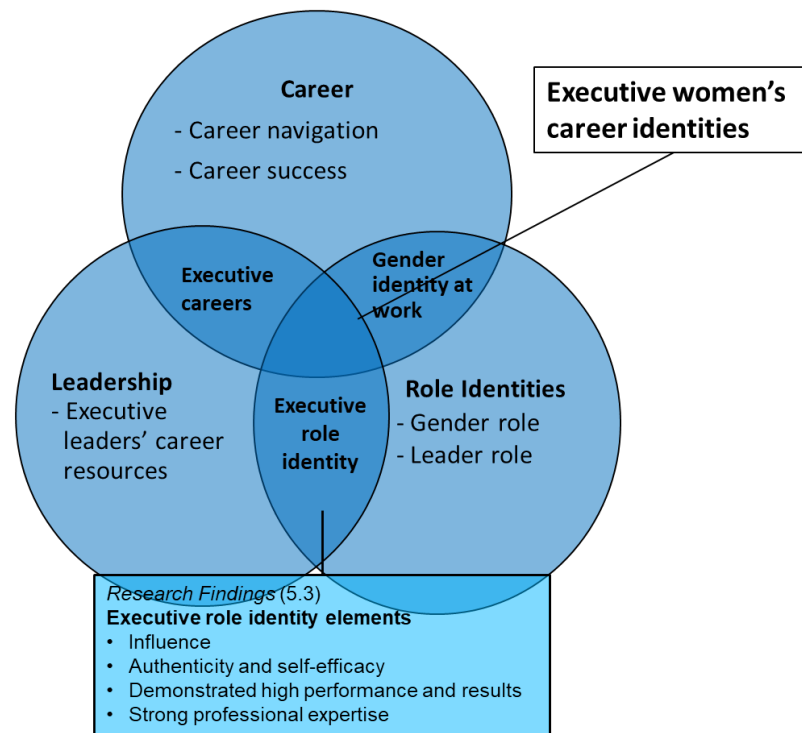 Career
- Career navigation
- Career success
Executive women's
career identities
Executive
careers
Gender
identity at
work
Leadership
- Executive
leaders' career
resources
Executive
role
identity
Role Identities
- Gender role
- Leader role
Research Findings (5.3)
Executive role identity elements
• Influence
• Authenticity and self-efficacy
• Demonstrated high performance and results
• Strong professional expertise